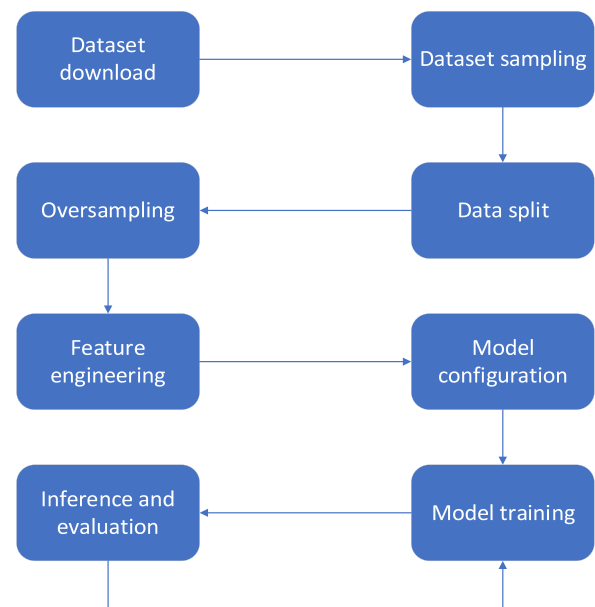 Dataset
download
Dataset sampling
Oversampling
Data split
Feature
engineering
Model
configuration
Inference and
evaluation
Model training